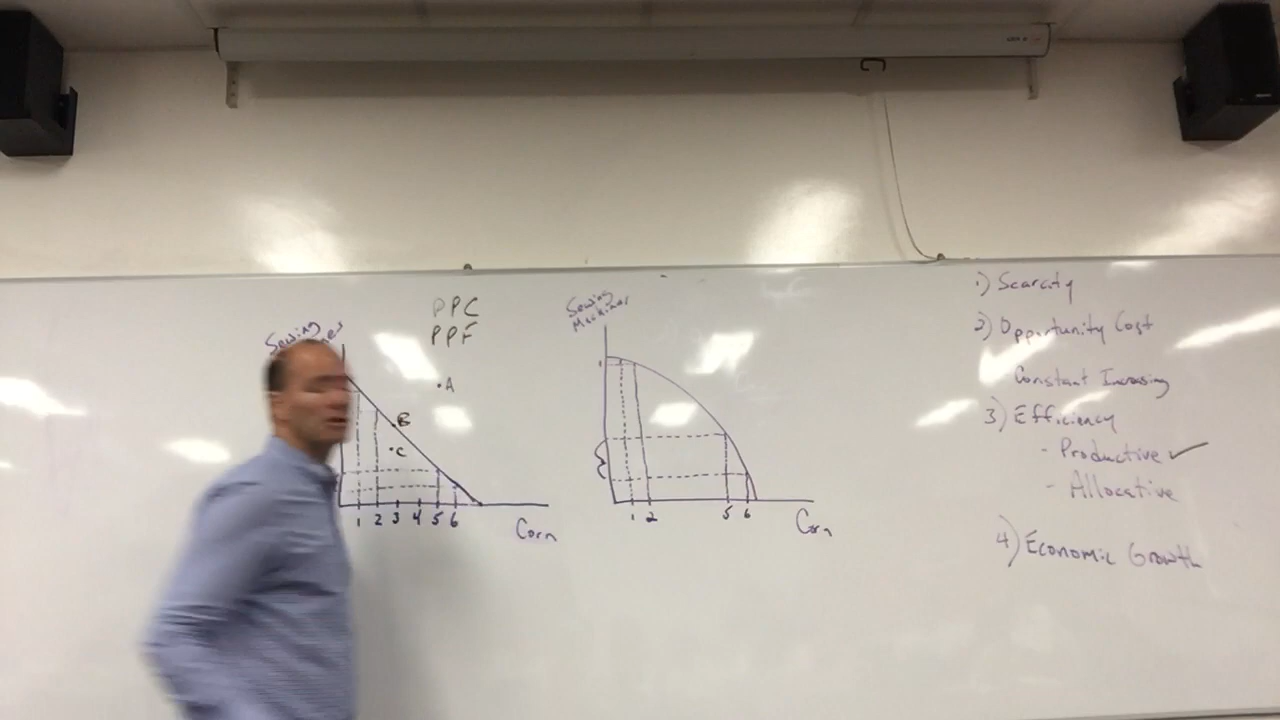 PPC
PPF
Sewing
.A
B
.C
1 2 3 4 5 6
Corn
Sewing
Machines
1 2 5 6
Corn
1) Scarcity
2) Opportunity Cost
Constant Increasing
3) Efficiency
- Productive ✓
- Allocative
4) Economic Growth